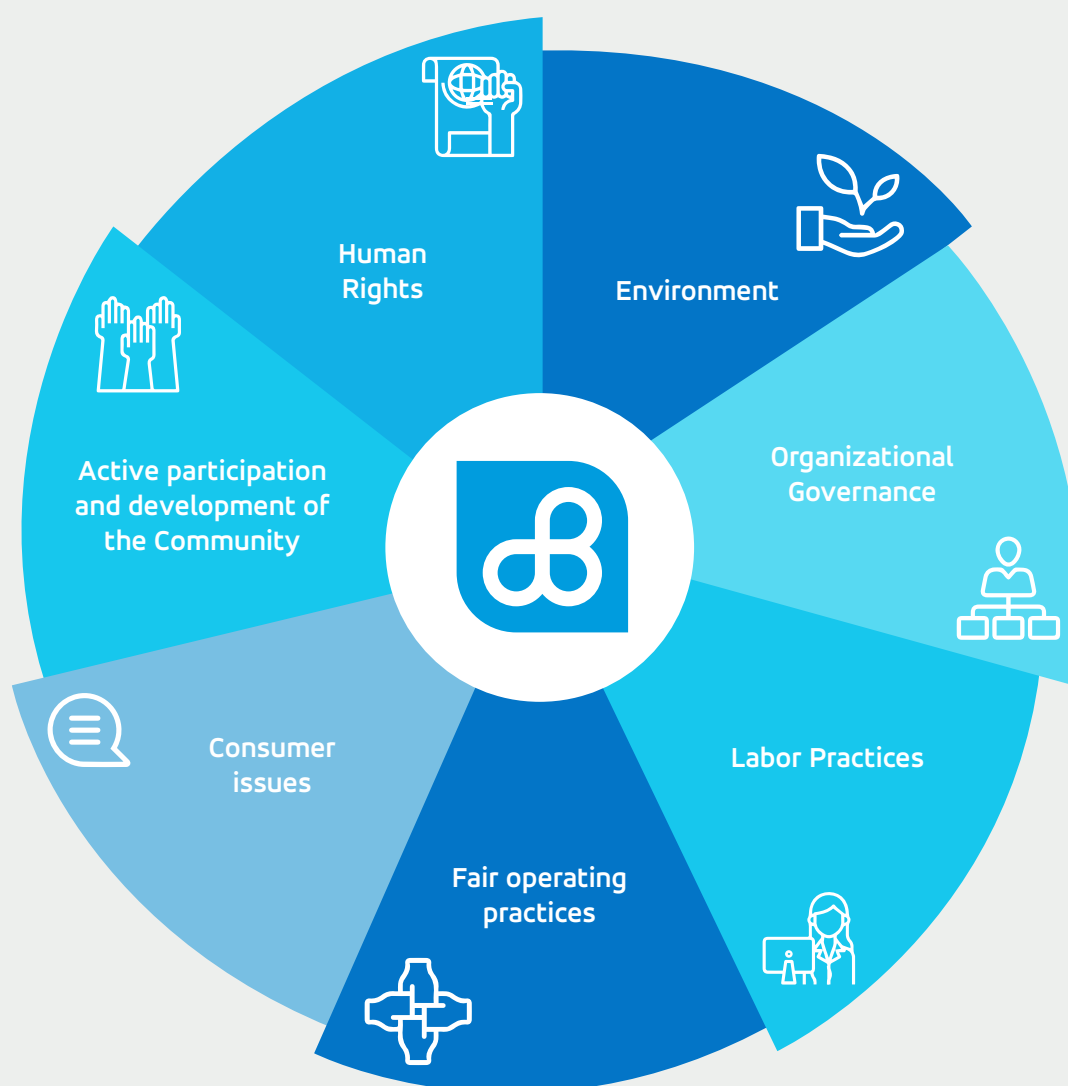 Human
Rights
Environment
Organizational
Governance
Active participation
and development of
the Community
Labor Practices
Consumer
issues
Fair operating
practices